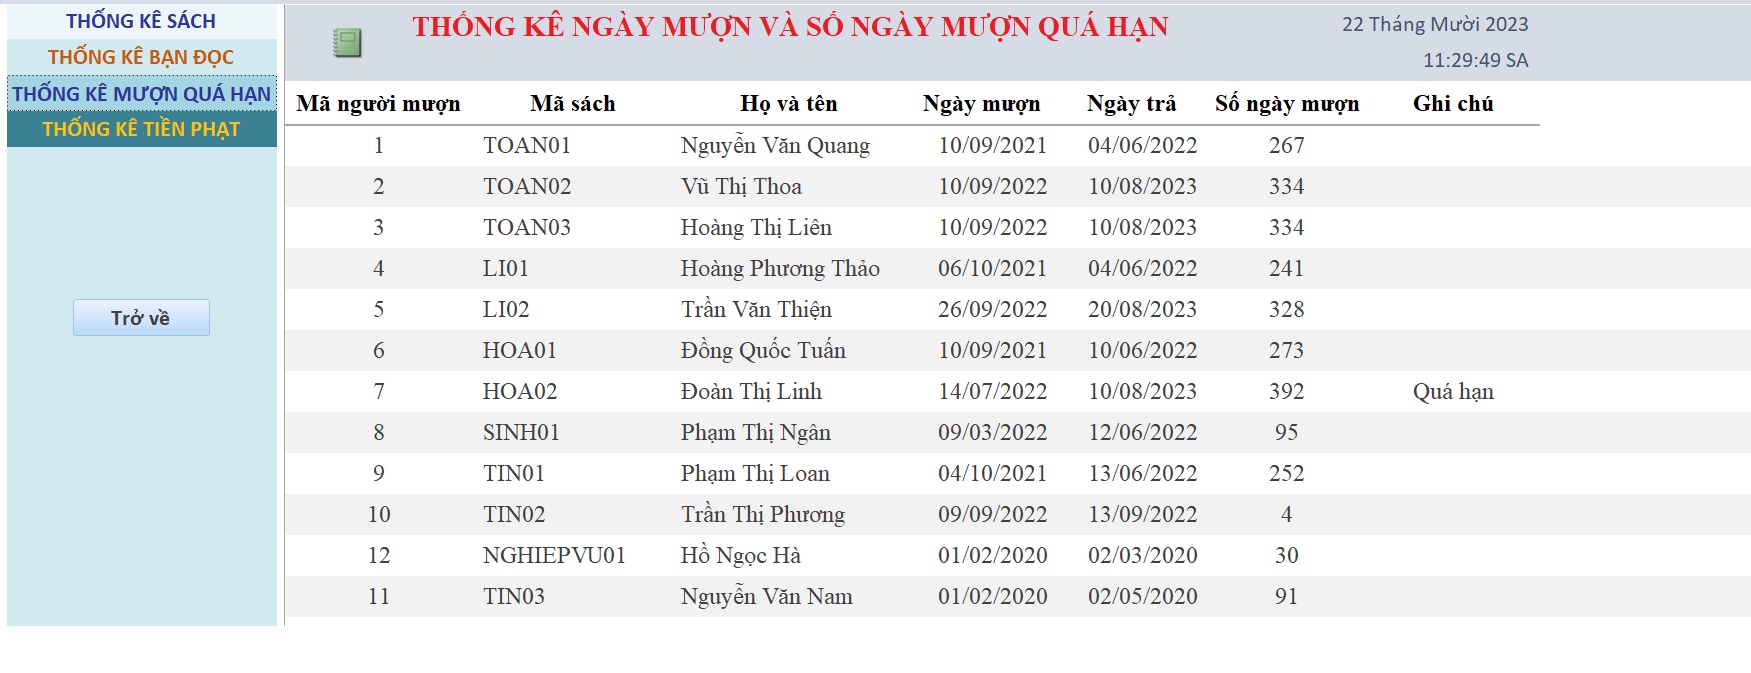 THỐNG KÊ SÁCH
THỐNG KÊ BẠN ĐỌC
THỐNG KÊ MƯỢN QUÁ HẠN
THỐNG KÊ TIỀN PHẠT
Trở về
THỐNG KÊ NGÀY MƯỢN VÀ SỐ NGÀY MƯỢN QUÁ HẠN
22 Tháng Mười 2023
11:29:49 SA
Mã người mượn Mã sách Họ và tên Ngày mượn Ngày trả Số ngày mượn Ghi chú
1 TOAN01 Nguyễn Văn Quang 10/09/2021 04/06/2022 267
2 TOAN02 Vũ Thị Thoa 10/09/2022 10/08/2023 334
3 TOAN03 Hoàng Thị Liên 10/09/2022 10/08/2023 334
4 LI01 Hoàng Phương Thảo 06/10/2021 04/06/2022 241
5 LI02 Trần Văn Thiện 26/09/2022 20/08/2023 328
6 HOA01 Đồng Quốc Tuấn 10/09/2021 10/06/2022 273
7 HOA02 Đoàn Thị Linh 14/07/2022 10/08/2023 392 Quá hạn
8 SINH01 Phạm Thị Ngân 09/03/2022 12/06/2022 95
9 TIN01 Phạm Thị Loan 04/10/2021 13/06/2022 252
10 TIN02 Trần Thị Phương 09/09/2022 13/09/2022 4
12 NGHIEPVU01 Hồ Ngọc Hà 01/02/2020 02/03/2020 30
11 TIN03 Nguyễn Văn Nam 01/02/2020 02/05/2020 91